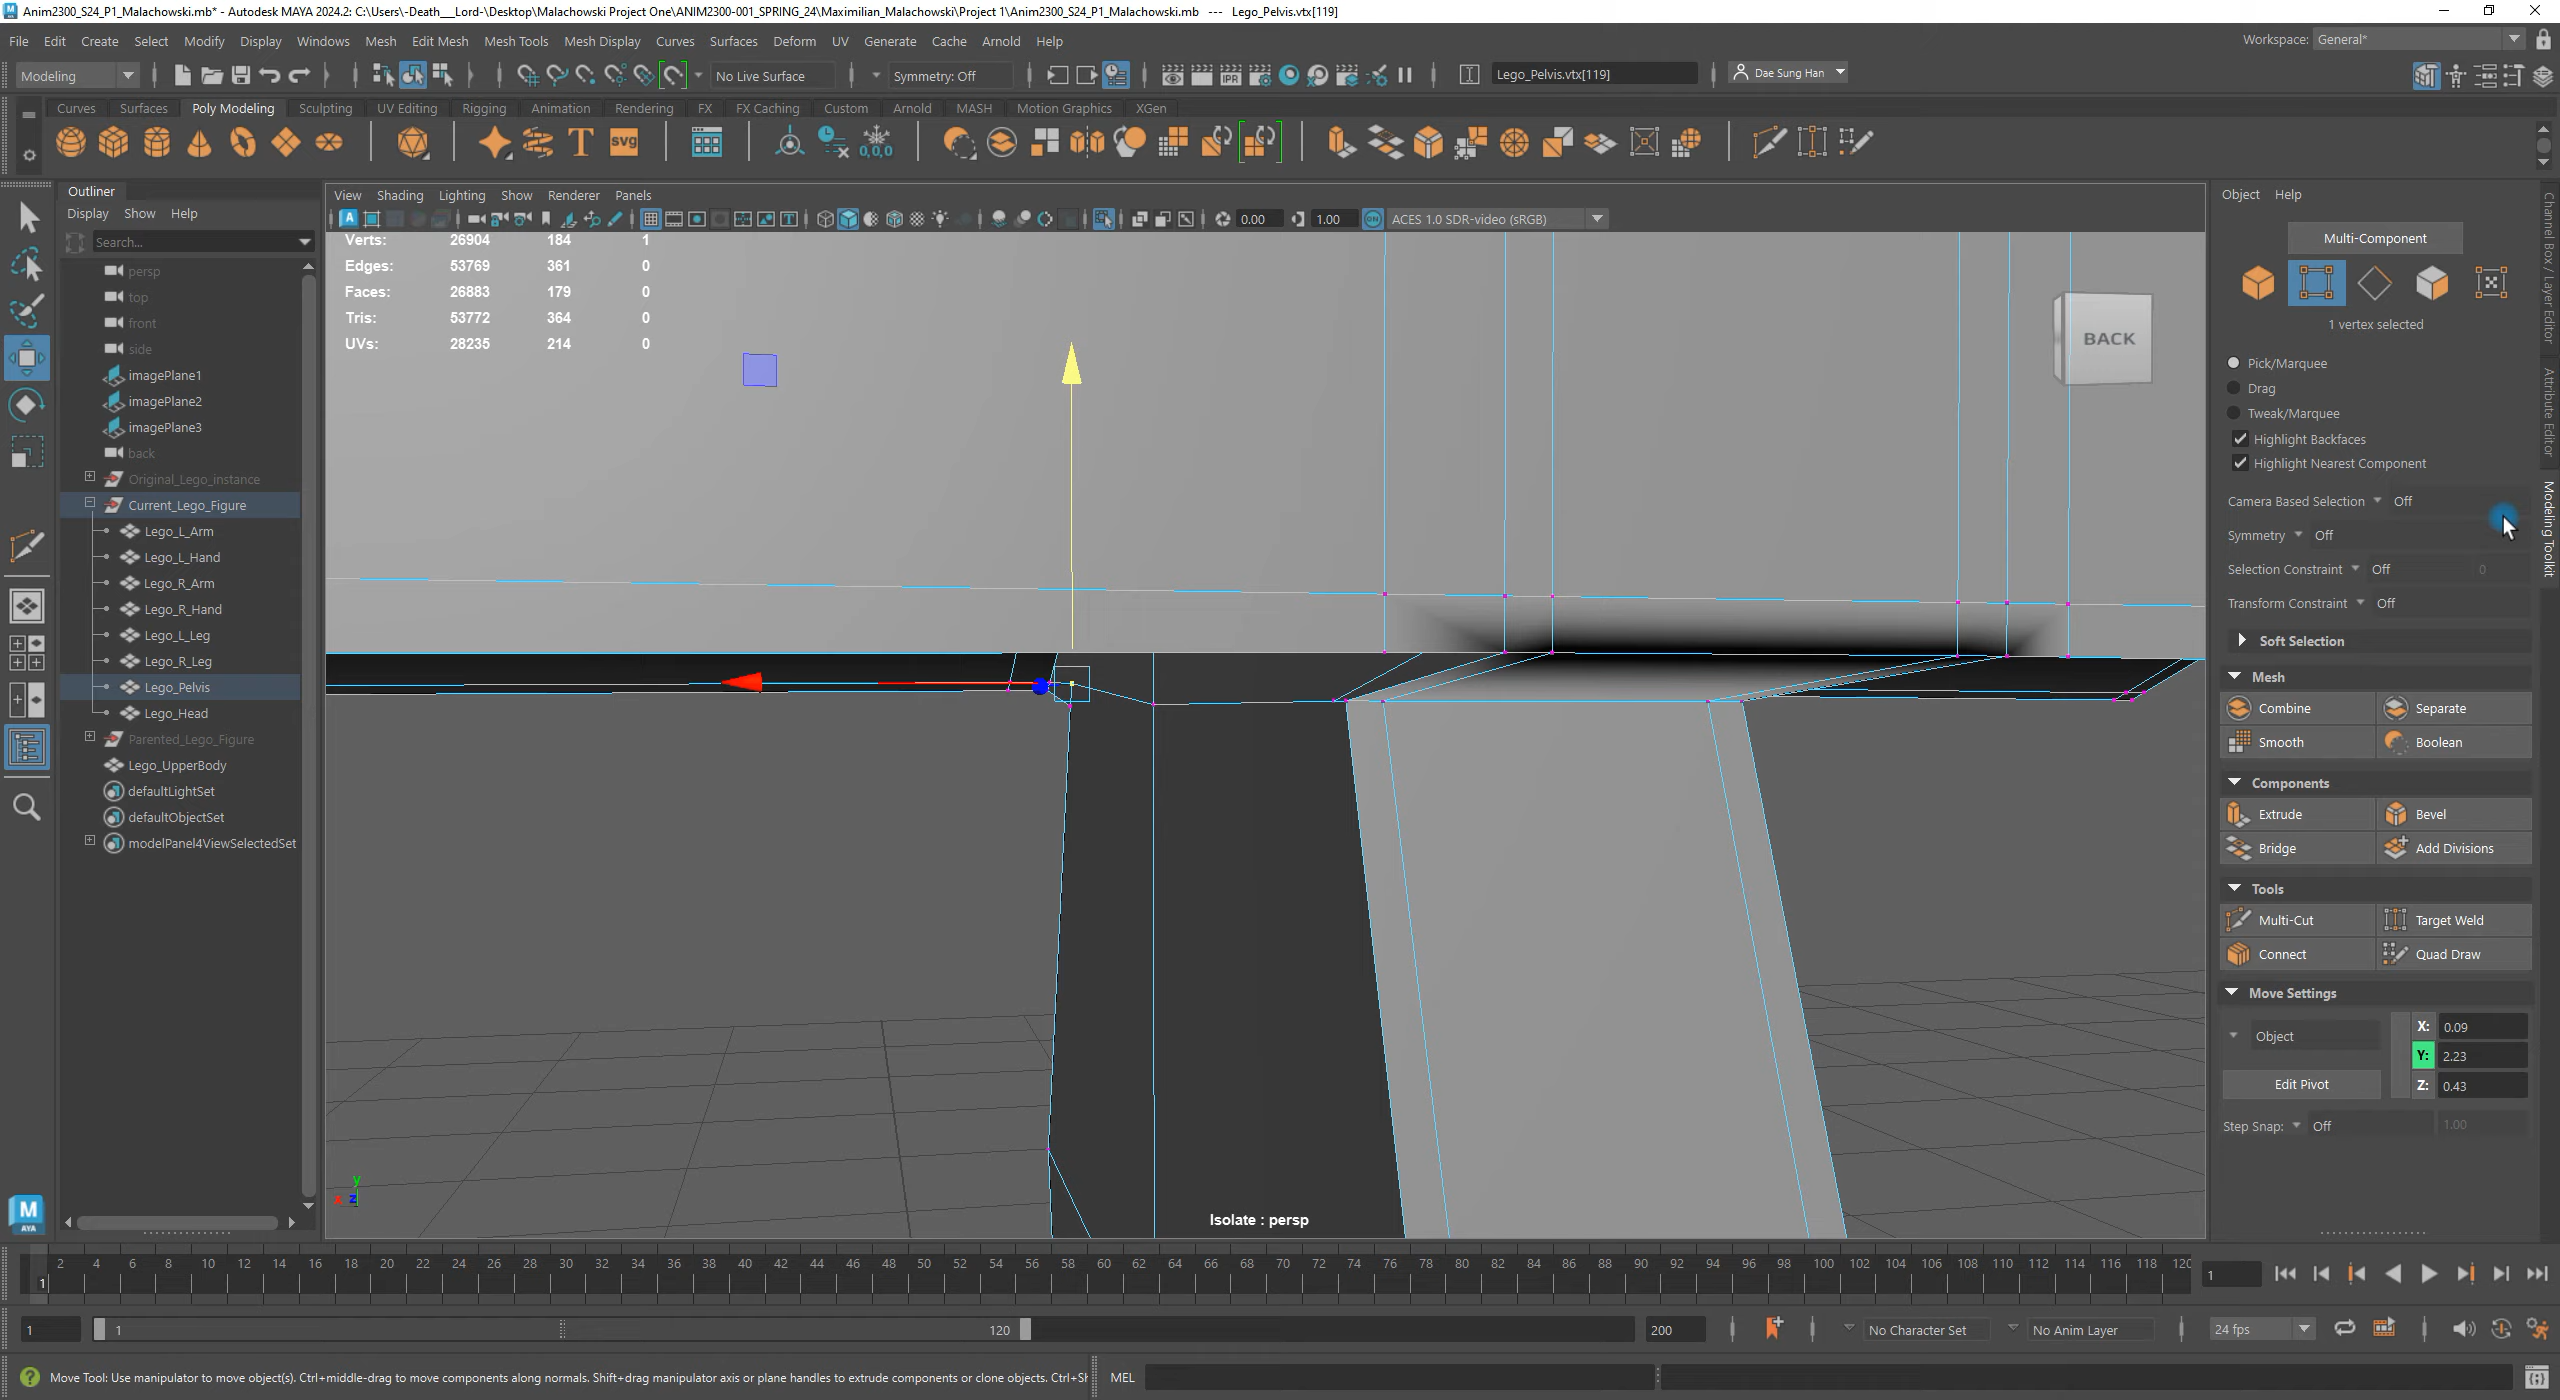 Anim2300_S24_P1_Malachowski.mb* - Autodesk MAYA 2024.2: C:\Users\-Death__Lord-\Desktop\Malachowski Project One\ANIM2300-001_SPRING_24\Maximilian_Malachowski\Project 1\Anim2300_S24_P1_Malachowski.mb --- Lego_Pelvis.vtx[119]
File Edit Create Select Modify Display Windows Mesh Edit Mesh Mesh Tools Mesh Display Curves Surfaces Deform UV Generate Cache Arnold Help
Workspace: General*
Modeling No Live Surface Symmetry: Off Lego_Pelvis.vtx[119] Dae Sung Han
Curves Surfaces Poly Modeling Sculpting UV Editing Rigging Animation Rendering FX FX Caching Custom Arnold MASH Motion Graphics XGen
Outliner
Display Show Help
Search...
persp
top
front
side
imagePlane1
imagePlane2
imagePlane3
back
Original_Lego_instance
Current_Lego_Figure
Lego_L_Arm
Lego_L_Hand
Lego_R_Arm
Lego_R_Hand
Lego_L_Leg
Lego_R_Leg
Lego_Pelvis
Lego_Head
Parented_Lego_Figure
Lego_UpperBody
defaultLightSet
defaultObjectSet
modelPanel4ViewSelectedSet
View Shading Lighting Show Renderer Panels
0.00 1.00 ACES 1.0 SDR-video (sRGB)
Verts: 26904 184 1
Edges: 53769 361 0
Faces: 26883 179 0
Tris: 53772 364 0
UVs: 28235 214 0
BACK
Isolate : persp
Object Help
Multi-Component
1 vertex selected
Pick/Marquee
Drag
Tweak/Marquee
Highlight Backfaces
Highlight Nearest Component
Camera Based Selection Off
Symmetry Off
Selection Constraint Off 0
Transform Constraint Off
Soft Selection
Mesh
Combine Separate
Smooth Boolean
Components
Extrude Bevel
Bridge Add Divisions
Tools
Multi-Cut Target Weld
Connect Quad Draw
Move Settings
Object
X: 0.09
Y: 2.23
Edit Pivot
Z: 0.43
Step Snap: Off 1.00
Channel Box / Layer Editor
Attribute Editor
Modeling Toolkit
M
AYA
2 4 6 8 10 12 14 16 18 20 22 24 26 28 30 32 34 36 38 40 42 44 46 48 50 52 54 56 58 60 62 64 66 68 70 72 74 76 78 80 82 84 86 88 90 92 94 96 98 100 102 104 106 108 110 112 114 116 118 120
1
1
1 1 120 200 No Character Set No Anim Layer 24 fps
Move Tool: Use manipulator to move object(s). Ctrl+middle-drag to move components along normals. Shift+drag manipulator axis or plane handles to extrude components or clone objects. Ctrl+Sh
MEL